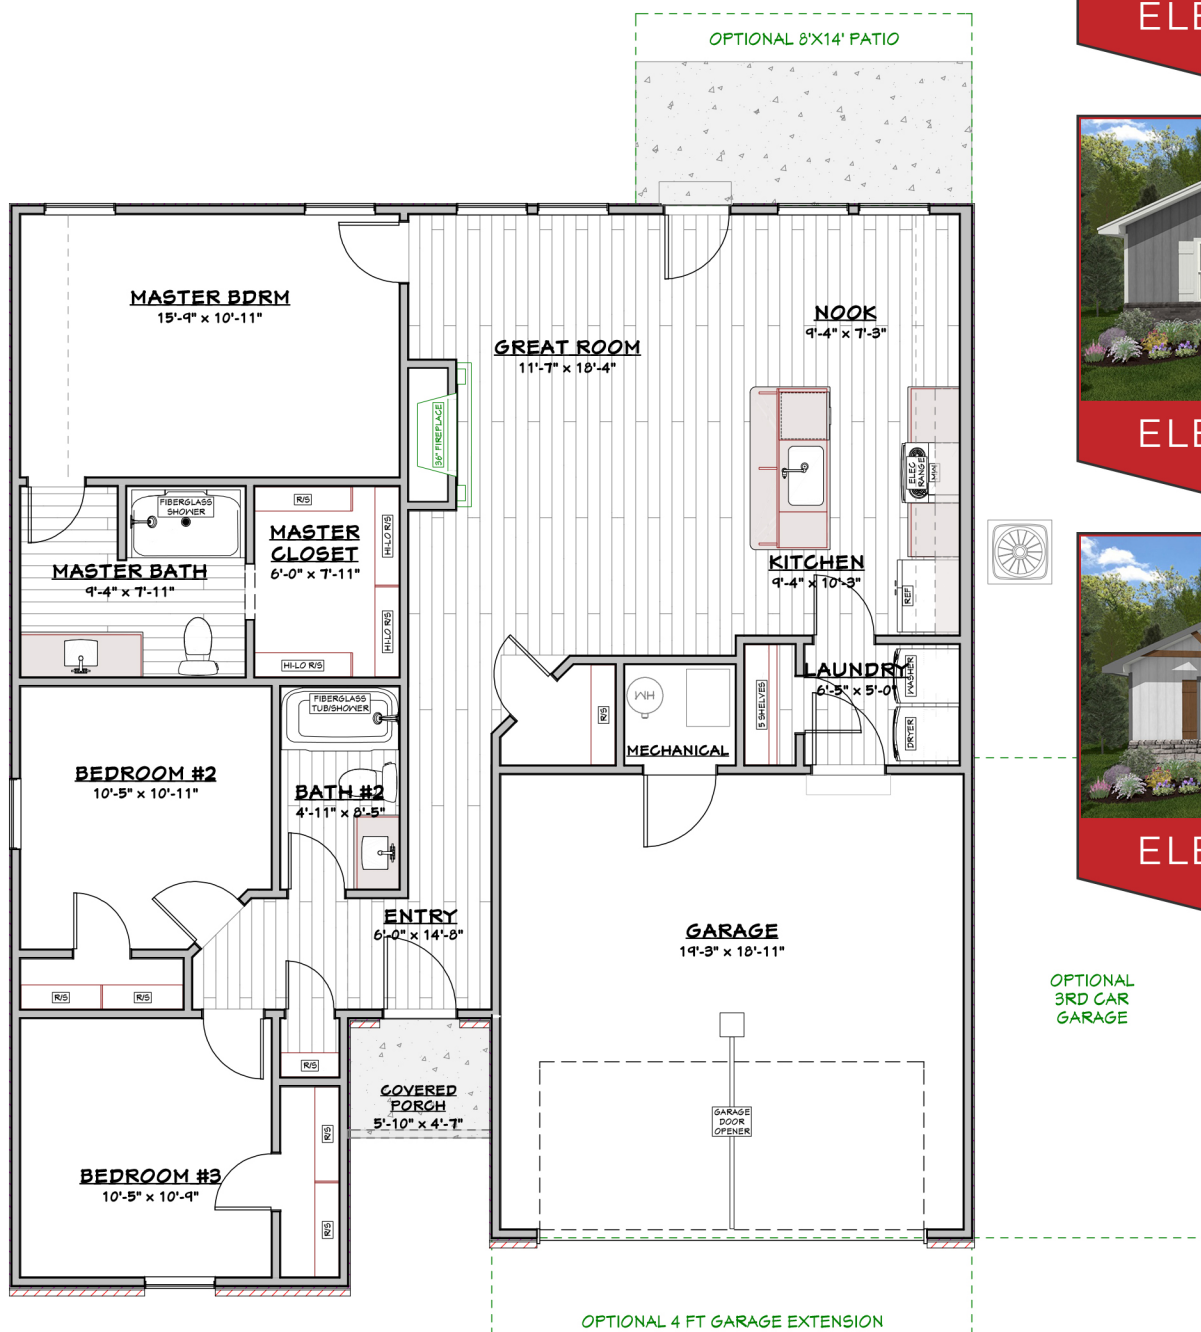 ELE
OPTIONAL 8'X14' PATIO
MASTER BDRM
15'-9" x 10'-11"
NOOK
9'-4" x 7'-3"
GREAT ROOM
11'-7" x 18'-4"
36" FIREPLACE
ELEC
RANGE
MW
ELE
FIBERGLASS
SHOWER
R/S
MASTER
CLOSET
6'-0" x 7'-11"
HI-LO R/S
HI-LO R/S
HI-LO R/S
MASTER BATH
9'-4" x 7'-11"
KITCHEN
9'-4" x 10'-3"
REF
LAUNDRY
6'-5" x 5'-0"
WASHER
DRYER
5 SHELVES
WH
MECHANICAL
R/S
FIBERGLASS
TUB/SHOWER
BEDROOM #2
10'-5" x 10'-11"
BATH #2
4'-11" x 8'-5"
ELE
ENTRY
6'-0" x 14'-8"
GARAGE
19'-3" x 18'-11"
R/S
R/S
OPTIONAL
3RD CAR
GARAGE
R/S
COVERED
PORCH
5'-10" x 4'-7"
GARAGE
DOOR
OPENER
BEDROOM #3
10'-5" x 10'-9"
R/S
R/S
OPTIONAL 4 FT GARAGE EXTENSION